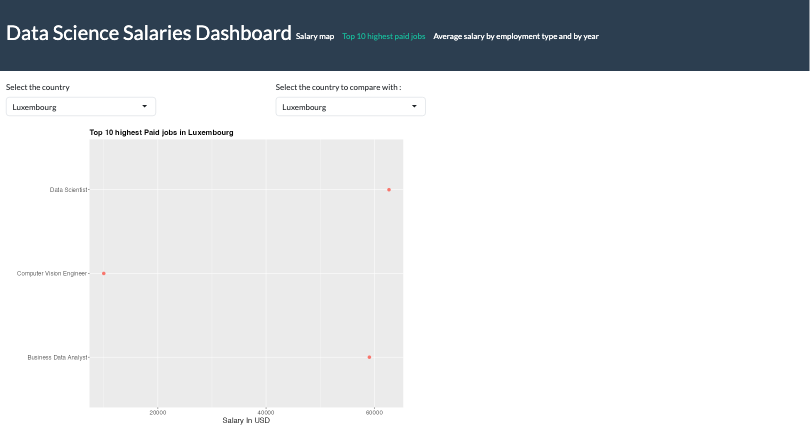 Data Science Salaries Dashboard Salary map Top 10 highest paid jobs Average salary by employment type and by year
Select the country Select the country to compare with :
Luxembourg Luxembourg
Top 10 highest Paid jobs in Luxembourg
Data Scientist
Computer Vision Engineer
Business Data Analyst
20000 40000 60000
Salary In USD